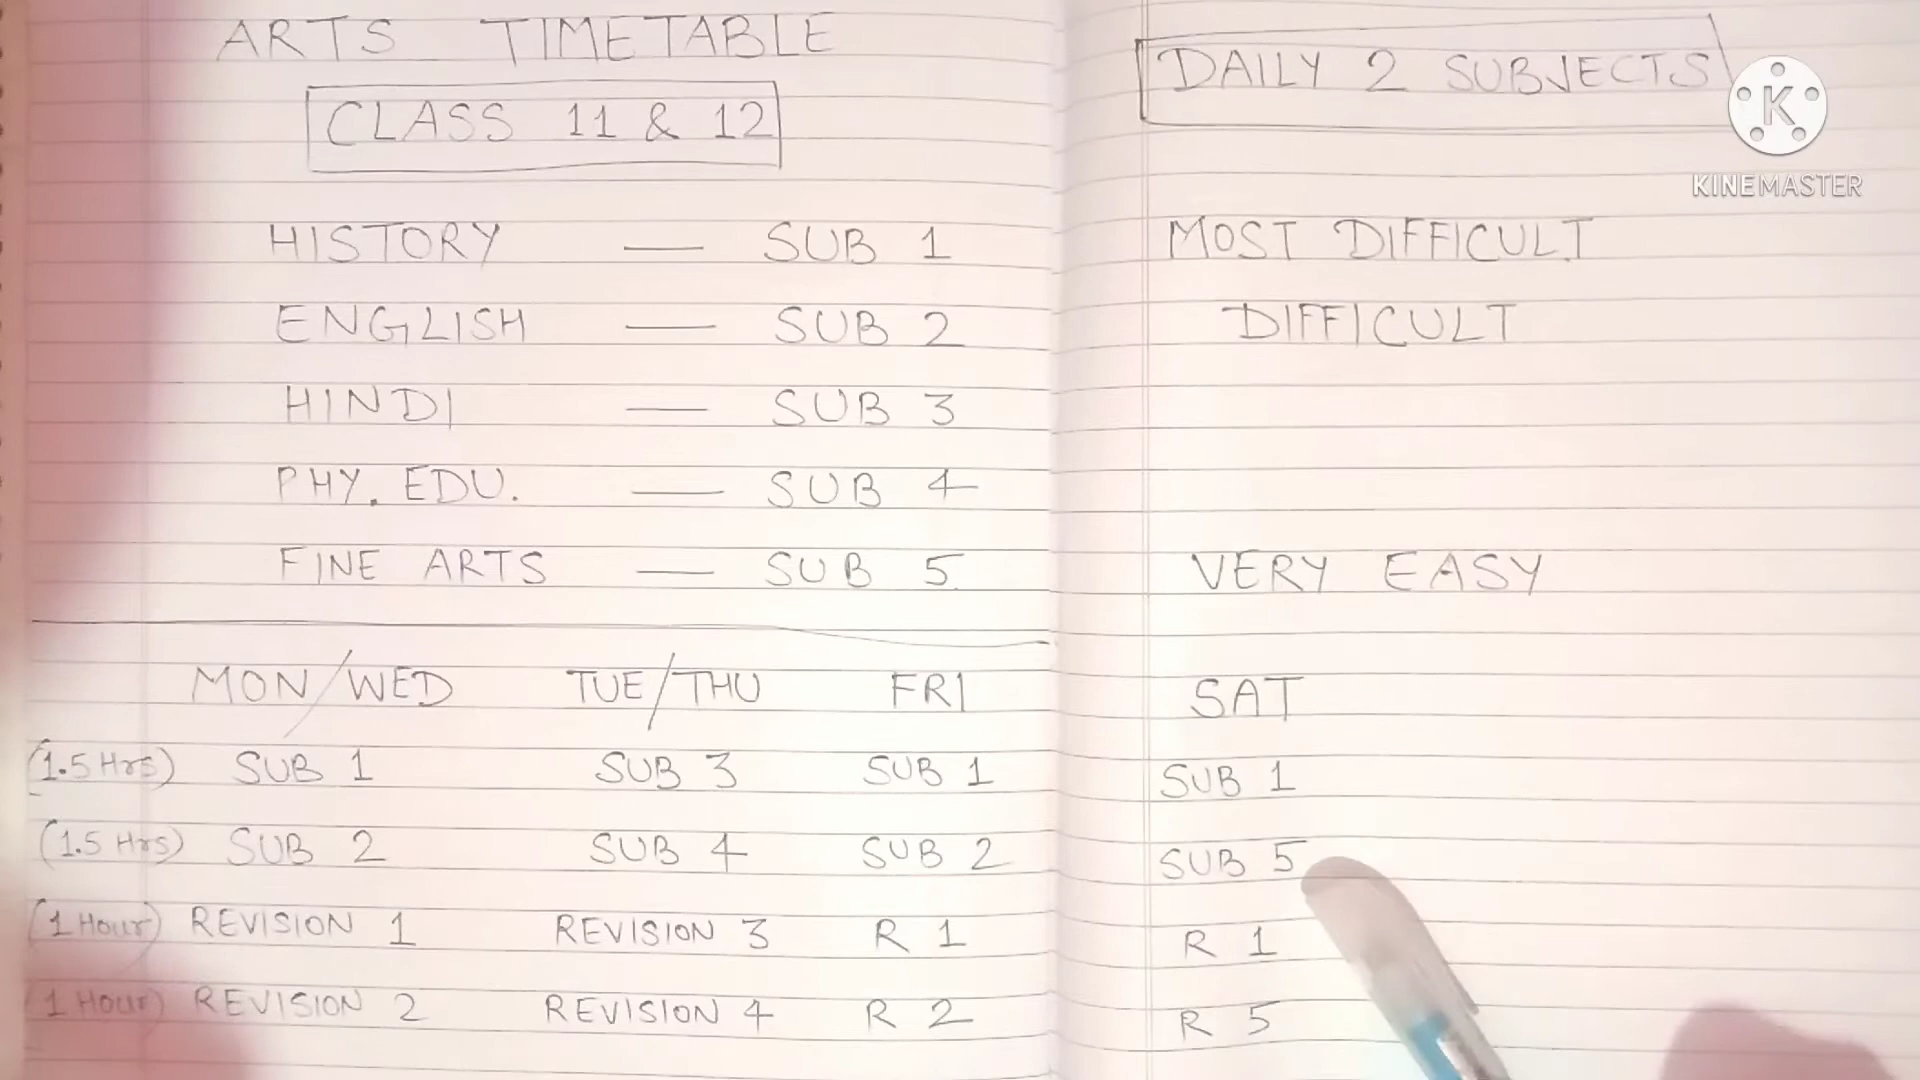 ARTS TIMETABLE
CLASS 11 & 12
DAILY 2 SUBJECTS
K
KINEMASTER
HISTORY — SUB 1 MOST DIFFICULT
ENGLISH — SUB 2 DIFFICULT
HINDI — SUB 3
PHY. EDU. — SUB 4
FINE ARTS — SUB 5 VERY EASY
MON/WED TUE/THU FRI SAT
(1.5 Hrs) SUB 1 SUB 3 SUB 1 SUB 1
(1.5 Hrs) SUB 2 SUB 4 SUB 2 SUB 5
(1 Hour) REVISION 1 REVISION 3 R 1 R 1
(1 Hour) REVISION 2 REVISION 4 R 2 R 5